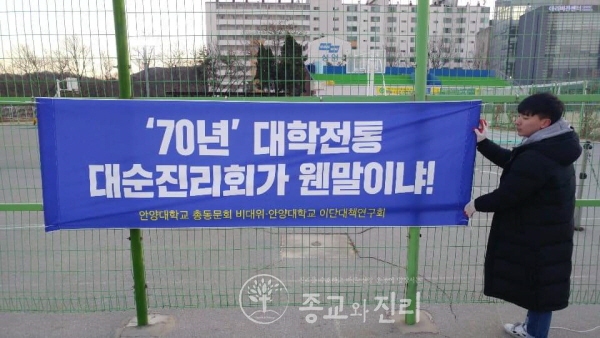 '70년' 대학전통
대순진리회가 웬말이냐!
안양대학교 총동문회 비대위·안양대학교 이단대책연구회
종교와 진리